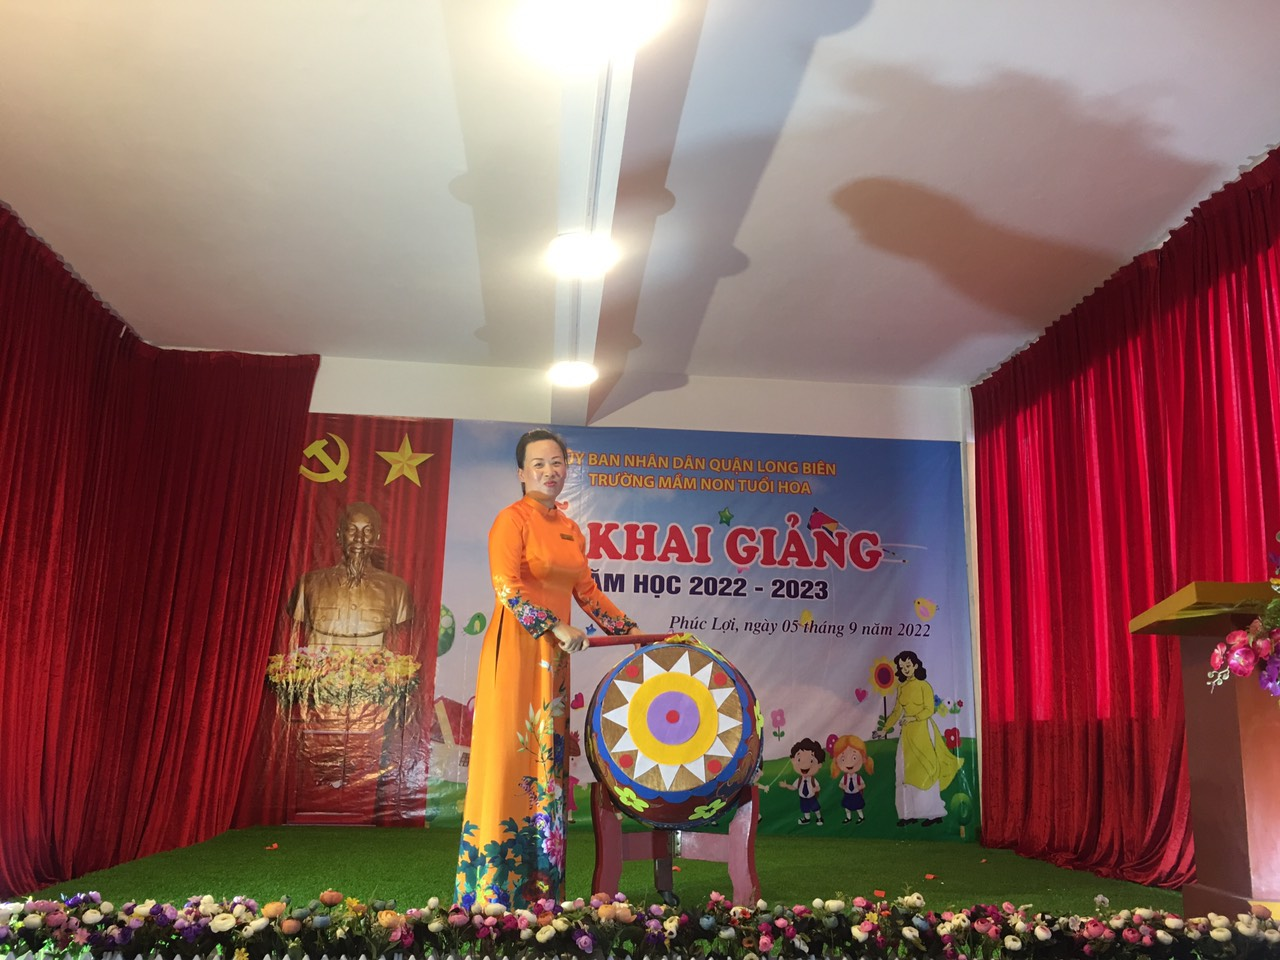 ỦY BAN NHÂN DÂN QUẬN LONG BIÊN
TRƯỜNG MẦM NON TUỔI HOA
KHAI GIẢNG
NĂM HỌC 2022 - 2023
Phúc Lợi, ngày 05 tháng 9 năm 2022